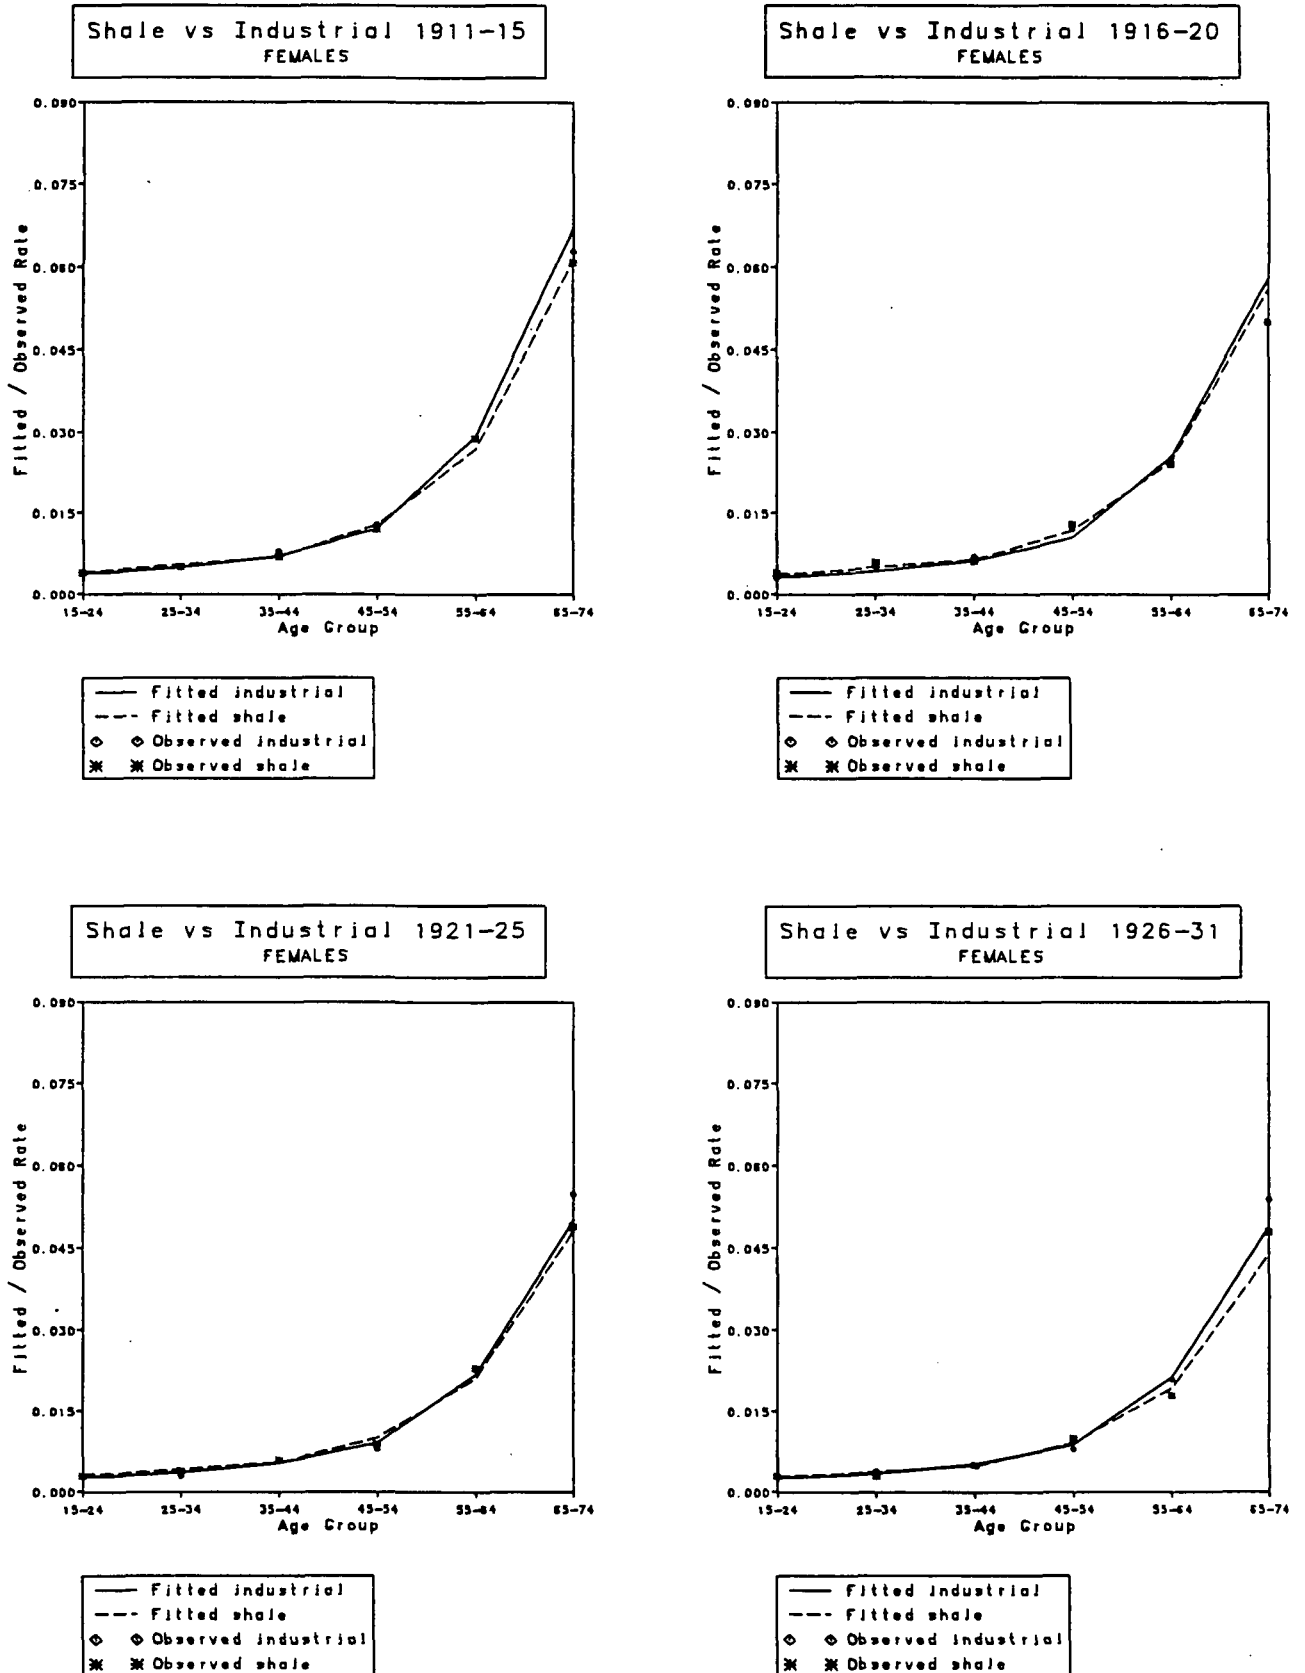 Shale vs Industrial 1911-15
FEMALES
0.090
0.075
0.060
0.045
0.030
0.015
0.000
Fitted / Observed Rate
15-24 25-34 35-44 45-54 55-64 65-74
Age Group
Fitted industrial
Fitted shale
Observed industrial
Observed shale
Shale vs Industrial 1916-20
FEMALES
0.090
0.075
0.060
0.045
0.030
0.015
0.000
Fitted / Observed Rate
15-24 25-34 35-44 45-54 55-64 65-74
Age Group
Fitted industrial
Fitted shale
Observed industrial
Observed shale
Shale vs Industrial 1921-25
FEMALES
0.090
0.075
0.060
0.045
0.030
0.015
0.000
Fitted / Observed Rate
15-24 25-34 35-44 45-54 55-64 65-74
Age Group
Fitted industrial
Fitted shale
Observed industrial
Observed shale
Shale vs Industrial 1926-31
FEMALES
0.090
0.075
0.060
0.045
0.030
0.015
0.000
Fitted / Observed Rate
15-24 25-34 35-44 45-54 55-64 65-74
Age Group
Fitted industrial
Fitted shale
Observed industrial
Observed shale